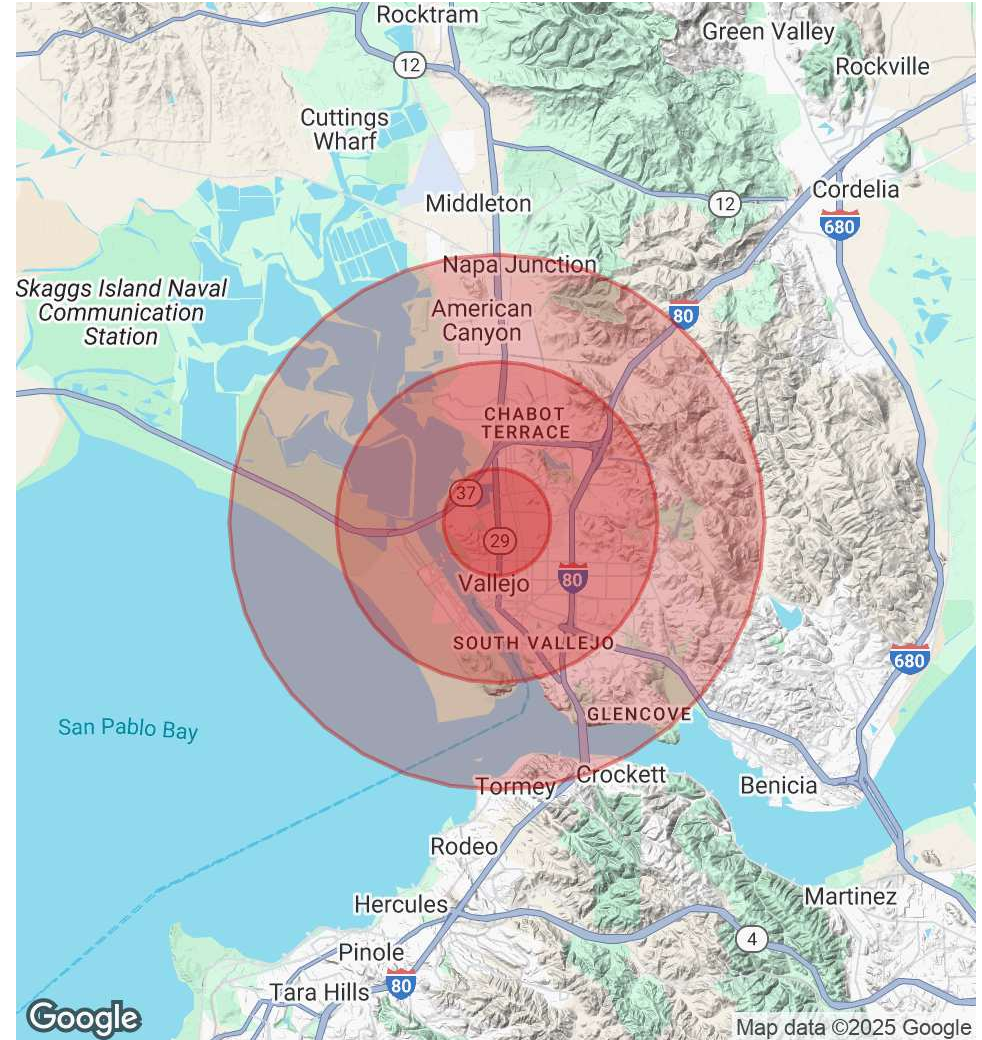 Rocktram
Green Valley
12
Rockville
Cuttings
Wharf
Cordelia
Middleton
12
680
Napa Junction
Skaggs Island Naval
Communication
Station
American
Canyon
80
CHABOT
TERRACE
37
29
Vallejo
80
SOUTH VALLEJO
680
GLENCOVE
San Pablo Bay
Crockett
Tormey
Benicia
Rodeo
Martinez
Hercules
4
Pinole
80
Tara Hills
Google
Map data ©2025 Google